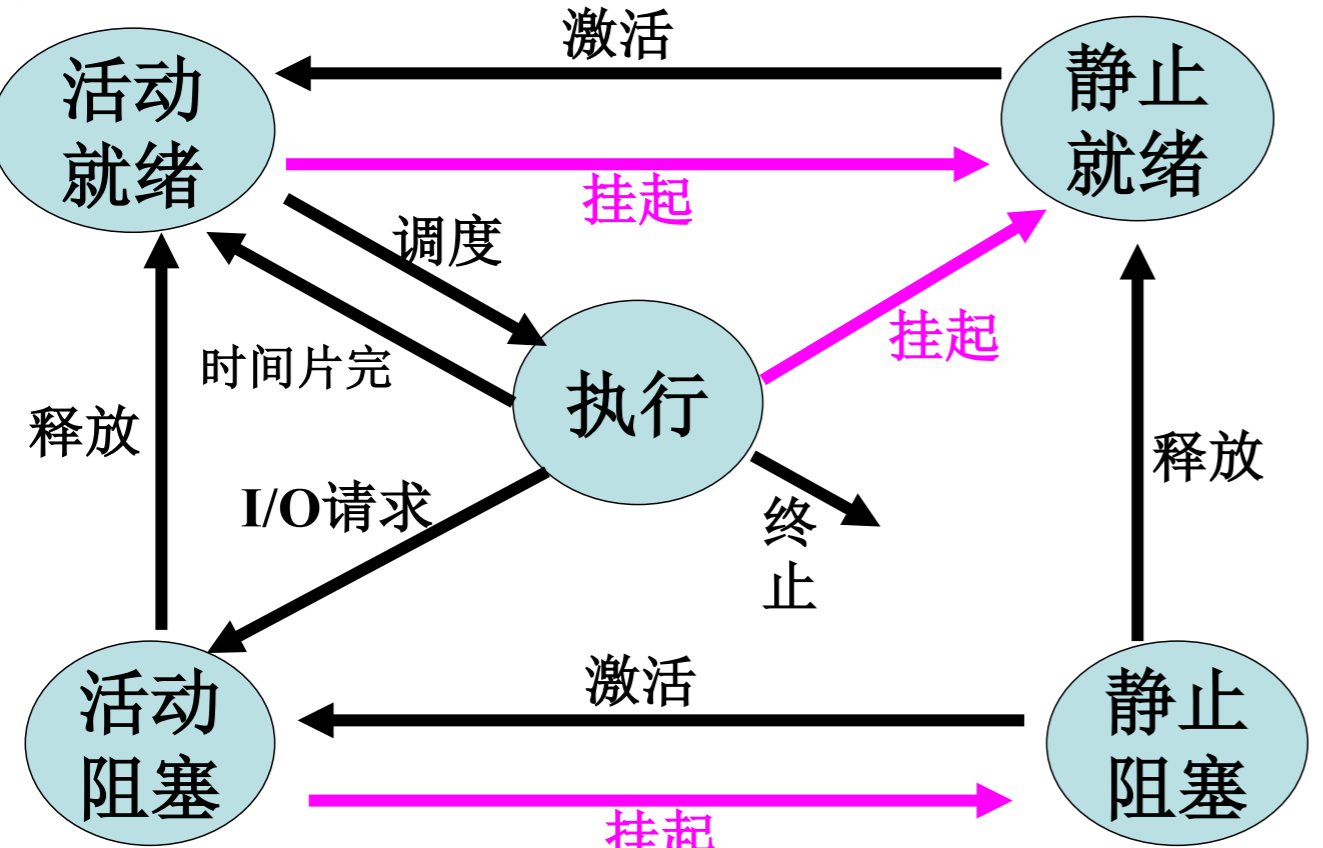 激活
活动
就绪
静止
就绪
挂起
调度
时间片完
挂起
执行
释放
释放
I/O请求
终
止
激活
活动
阻塞
静止
阻塞
挂起